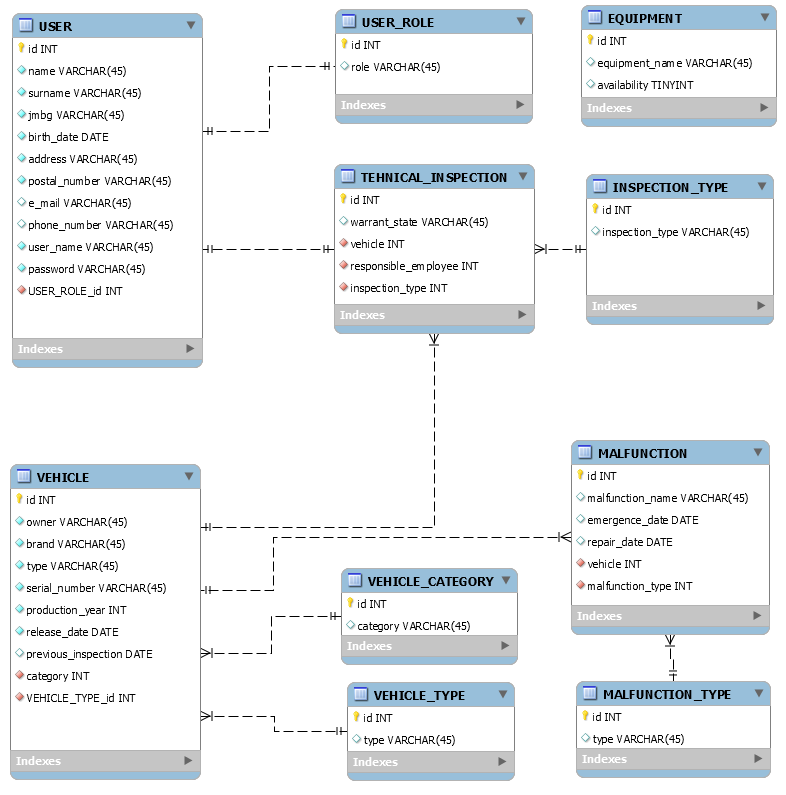 USER
id INT
name VARCHAR(45)
surname VARCHAR(45)
jmbg VARCHAR(45)
birth_date DATE
address VARCHAR(45)
postal_number VARCHAR(45)
e_mail VARCHAR(45)
phone_number VARCHAR(45)
user_name VARCHAR(45)
password VARCHAR(45)
USER_ROLE_id INT
Indexes
USER_ROLE
id INT
role VARCHAR(45)
Indexes
EQUIPMENT
id INT
equipment_name VARCHAR(45)
availability TINYINT
Indexes
TEHNICAL_INSPECTION
id INT
warrant_state VARCHAR(45)
vehicle INT
responsible_employee INT
inspection_type INT
Indexes
INSPECTION_TYPE
id INT
inspection_type VARCHAR(45)
Indexes
VEHICLE
id INT
owner VARCHAR(45)
brand VARCHAR(45)
type VARCHAR(45)
serial_number VARCHAR(45)
production_year INT
release_date DATE
previous_inspection DATE
category INT
VEHICLE_TYPE_id INT
Indexes
MALFUNCTION
id INT
malfunction_name VARCHAR(45)
emergence_date DATE
repair_date DATE
vehicle INT
malfunction_type INT
Indexes
VEHICLE_CATEGORY
id INT
category VARCHAR(45)
Indexes
VEHICLE_TYPE
id INT
type VARCHAR(45)
Indexes
MALFUNCTION_TYPE
id INT
type VARCHAR(45)
Indexes